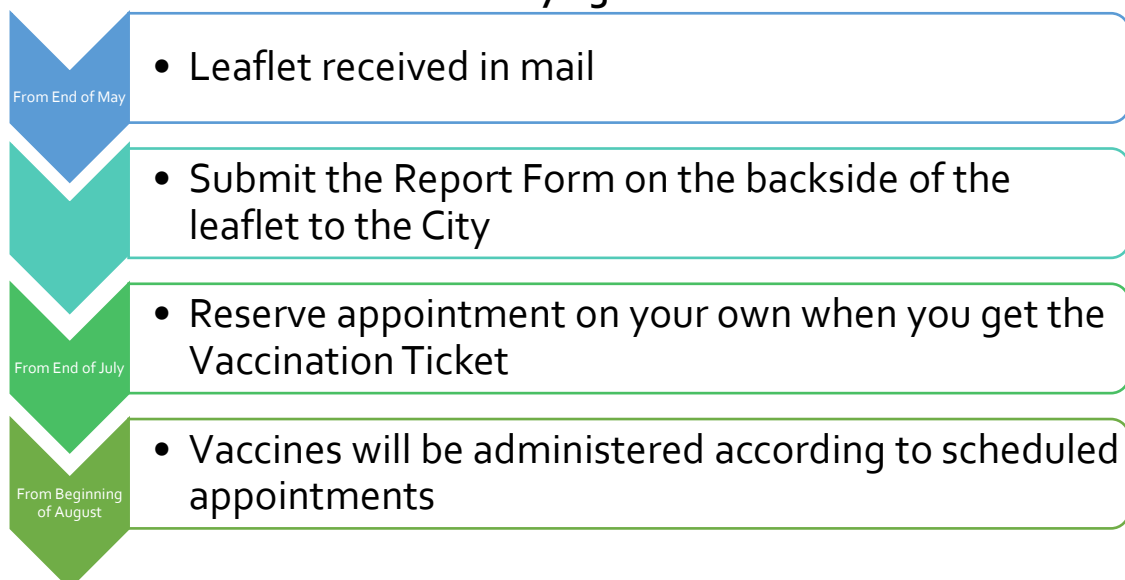 From End of May
• Leaflet received in mail
• Submit the Report Form on the backside of the
leaflet to the City
From End of July
• Reserve appointment on your own when you get the
Vaccination Ticket
From Beginning
of August
• Vaccines will be administered according to scheduled
appointments